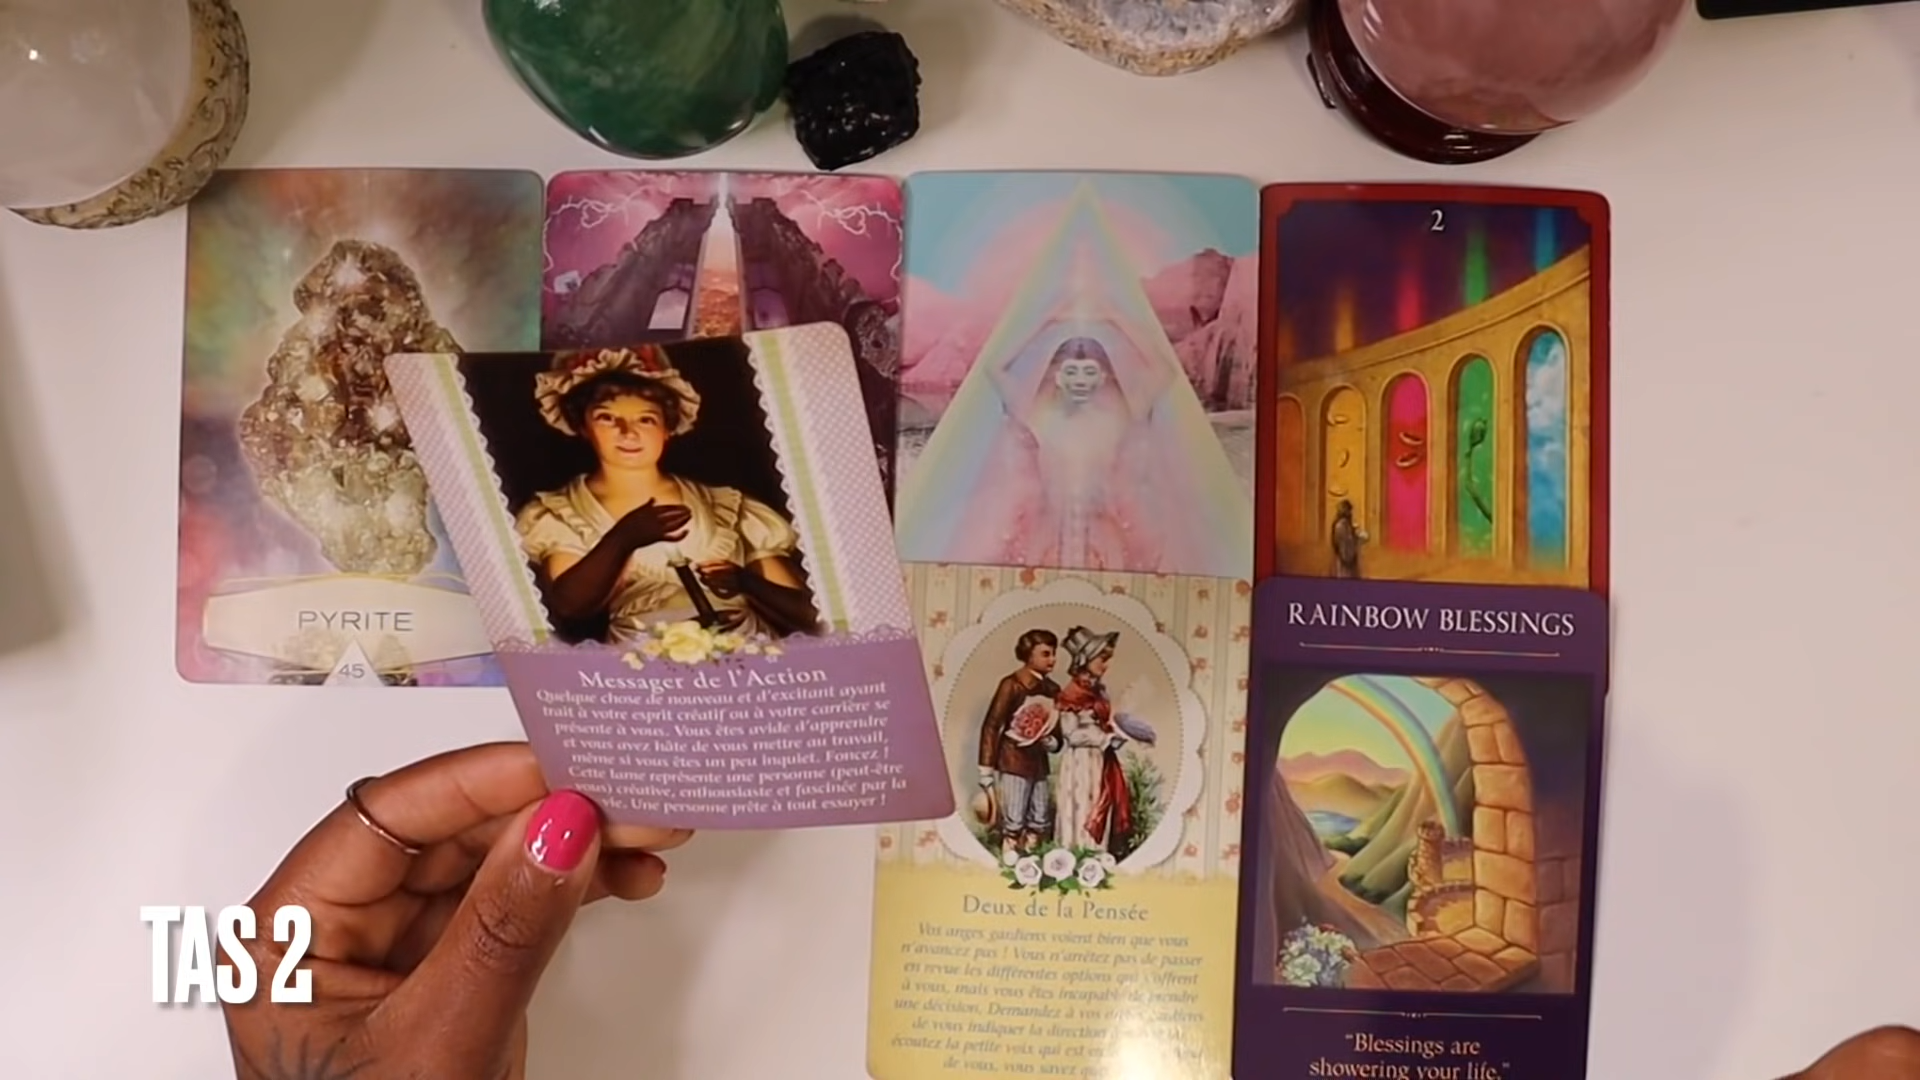 2
PYRITE
45
Messager de l'Action
Quelque chose de nouveau et d'excitant ayant
trait à votre esprit créatif ou à votre carrière se
présente à vous. Vous êtes avide d'apprendre
et vous avez hâte de vous mettre au travail,
même si vous êtes un peu inquiet. Foncez !
Cette lame représente une personne (peut-être
vous) créative, enthousiaste et fascinée par la
vie. Une personne prête à tout essayer !
RAINBOW BLESSINGS
"Blessings are
showering your life."
Deux de la Pensée
Vos anges gardiens voient bien que vous
n'avancez pas ! Vous n'arrêtez pas de passer
en revue les différentes options qui s'offrent
à vous, mais vous êtes incapable de prendre
une décision. Demandez à vos
de vous indiquer la direction
écoutez la petite voix qui est
de vous, vous savez
TAS 2